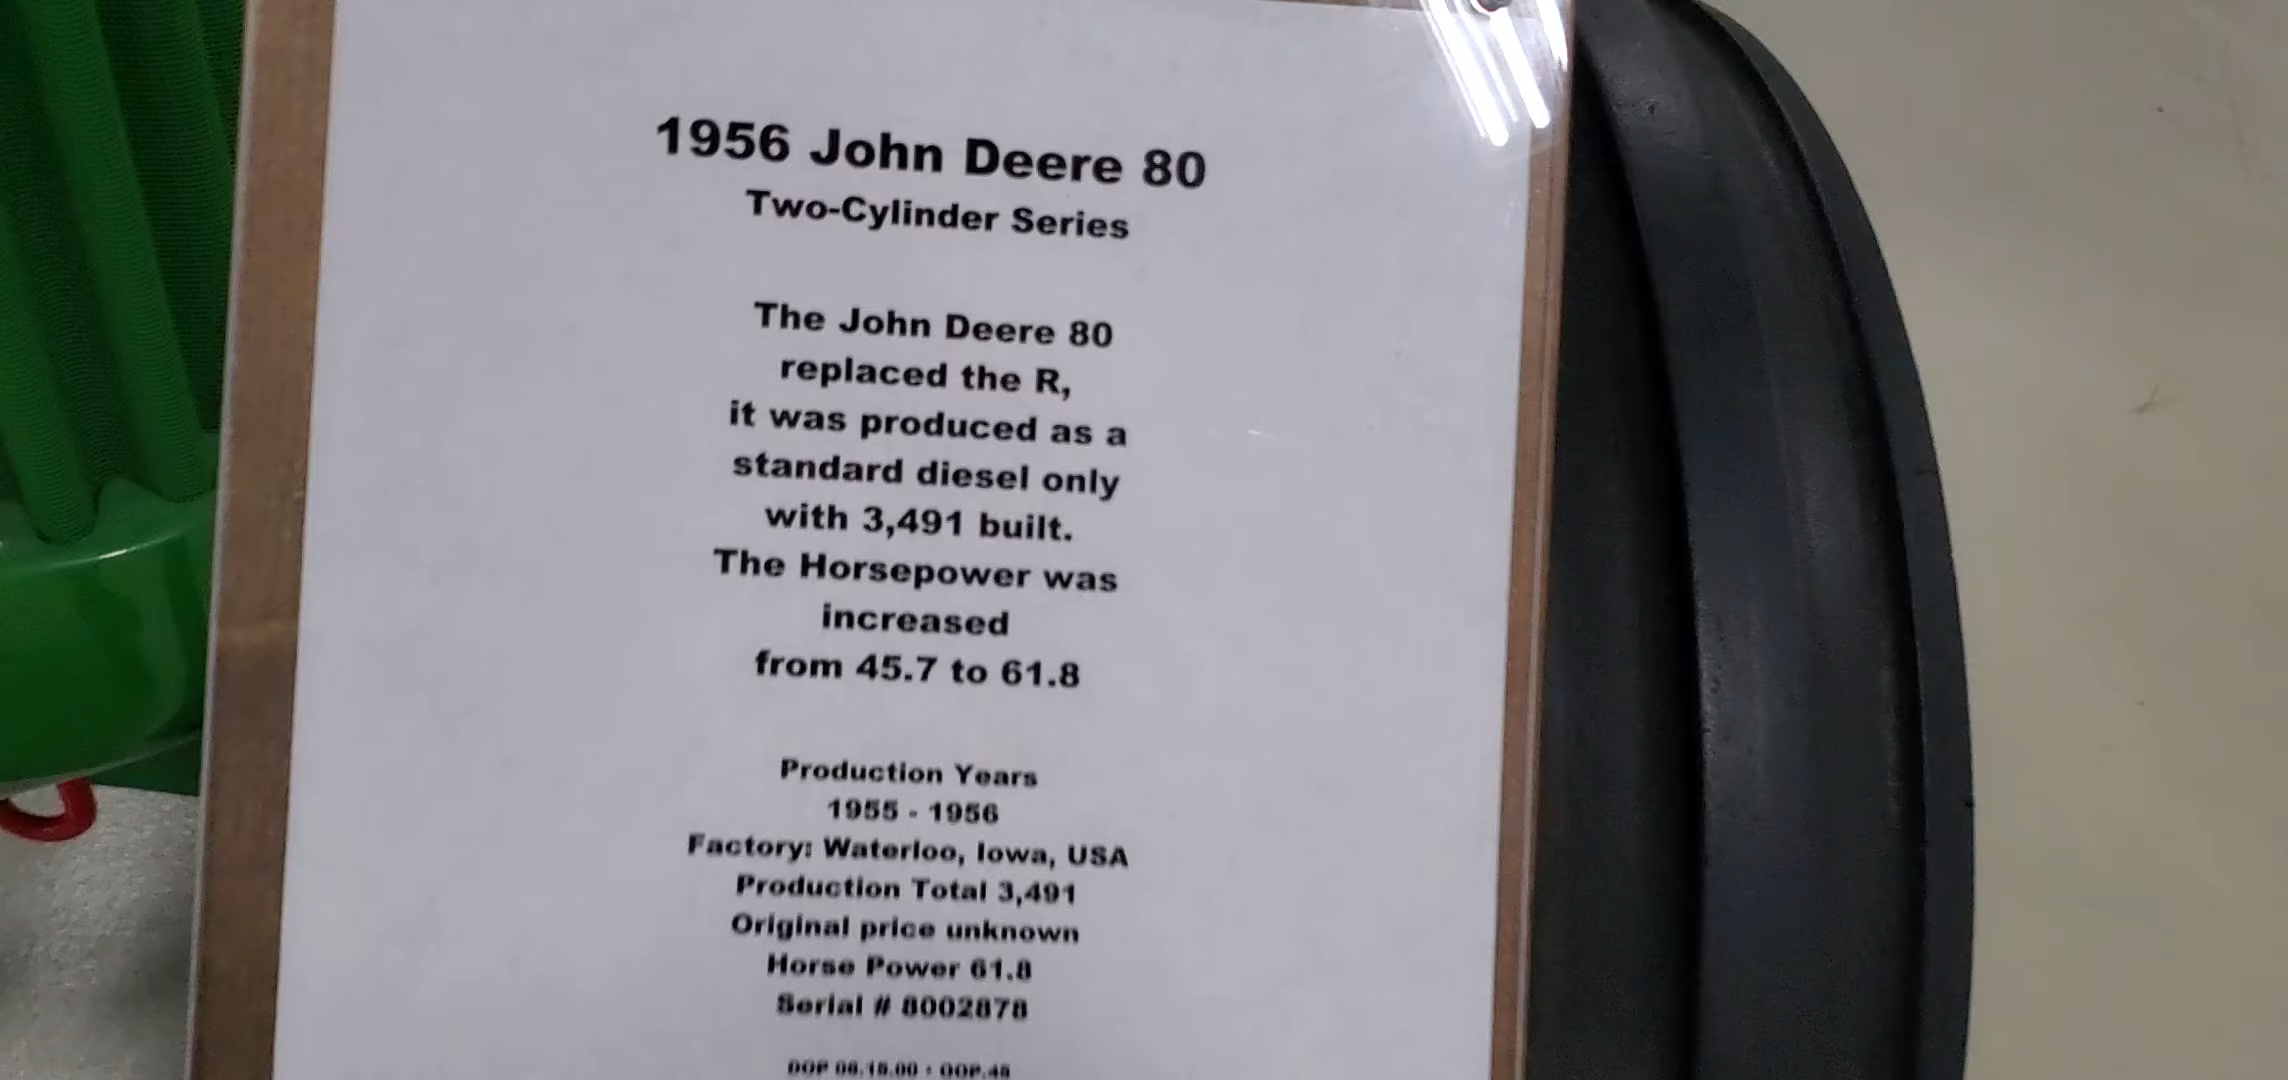 1956 John Deere 80
Two-Cylinder Series
The John Deere 80
replaced the R,
it was produced as a
standard diesel only
with 3,491 built.
The Horsepower was
increased
from 45.7 to 61.8
Production Years
1955 - 1956
Factory: Waterloo, Iowa, USA
Production Total 3,491
Original price unknown
Horse Power 61.8
Serial # 8002878